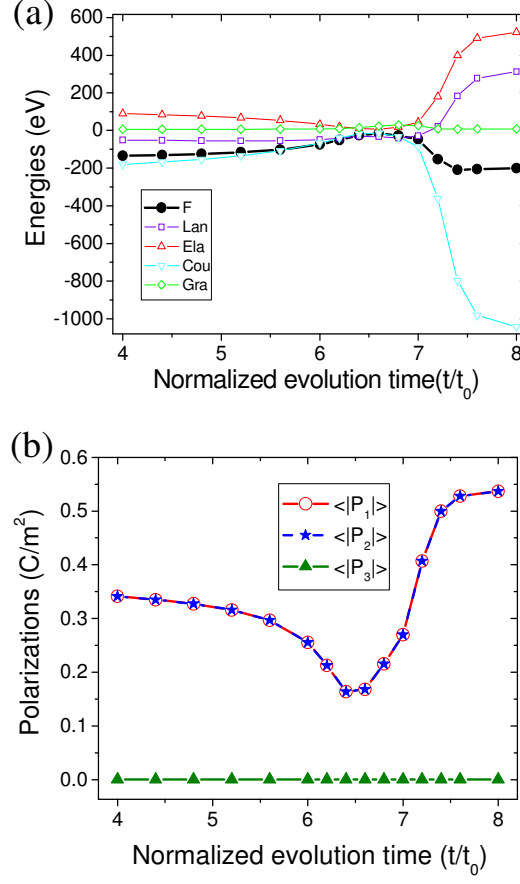 (a)
600
400
200
0
-200
-400
-600
-800
-1000
Energies (eV)
F
Lan
Ela
Cou
Gra
4 5 6 7 8
Normalized evolution time(t/t0)
(b)
0.6
0.5
0.4
0.3
0.2
0.1
0.0
Polarizations (C/m²)
<|P1|>
<|P2|>
<|P3|>
4 5 6 7 8
Normalized evolution time (t/t0)